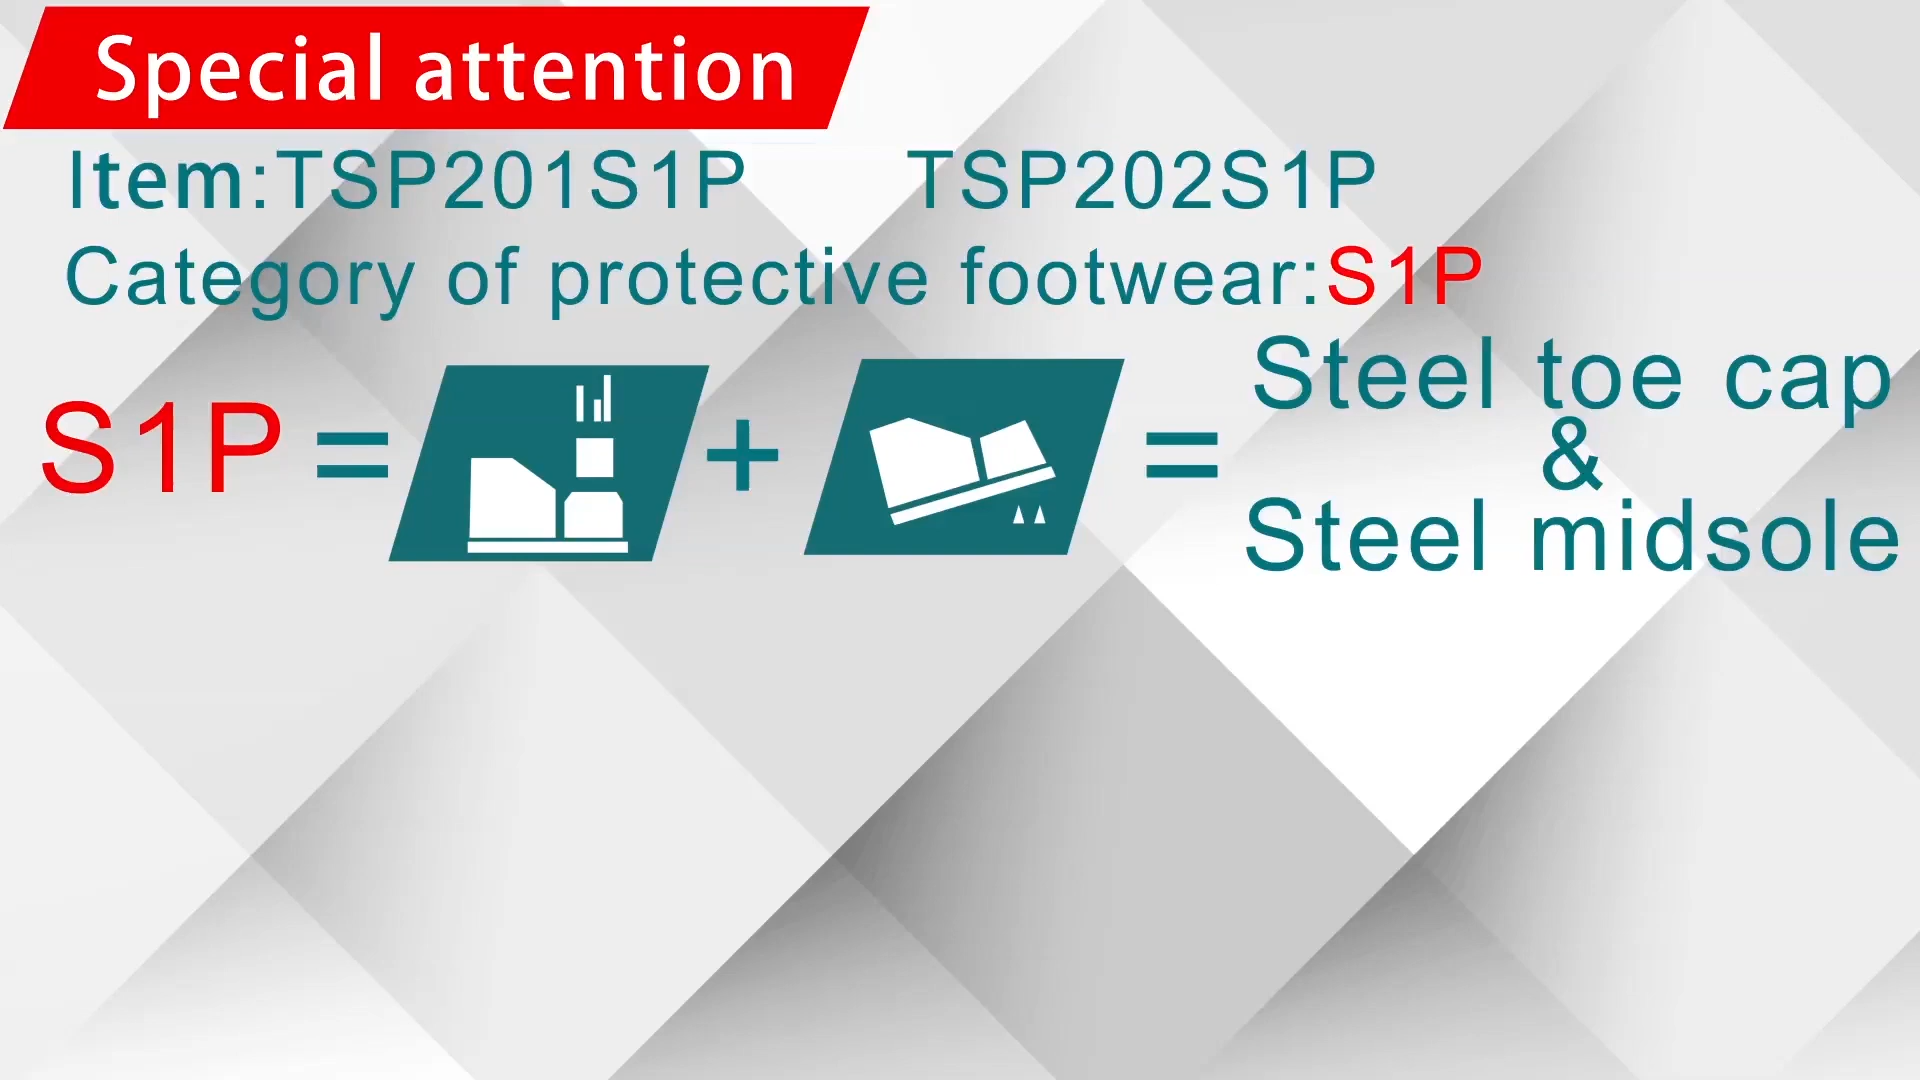 Special attention
Item:TSP201S1P TSP202S1P
Category of protective footwear:S1P
S1P = + = Steel toe cap
&
Steel midsole